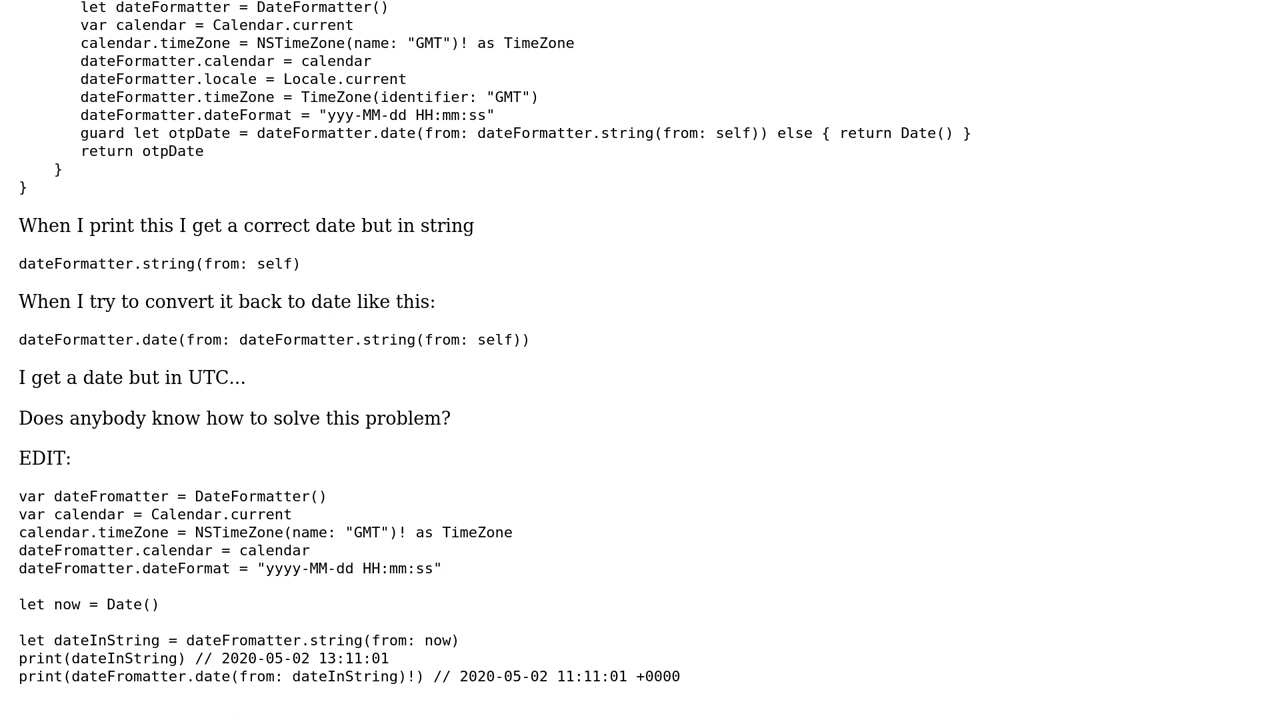 let dateFormatter = DateFormatter()
var calendar = Calendar.current
calendar.timeZone = NSTimeZone(name: "GMT")! as TimeZone
dateFormatter.calendar = calendar
dateFormatter.locale = Locale.current
dateFormatter.timeZone = TimeZone(identifier: "GMT")
dateFormatter.dateFormat = "yyy-MM-dd HH:mm:ss"
guard let otpDate = dateFormatter.date(from: dateFormatter.string(from: self)) else { return Date() }
return otpDate
}
}
When I print this I get a correct date but in string
dateFormatter.string(from: self)
When I try to convert it back to date like this:
dateFormatter.date(from: dateFormatter.string(from: self))
I get a date but in UTC...
Does anybody know how to solve this problem?
EDIT:
var dateFromatter = DateFormatter()
var calendar = Calendar.current
calendar.timeZone = NSTimeZone(name: "GMT")! as TimeZone
dateFromatter.calendar = calendar
dateFromatter.dateFormat = "yyyy-MM-dd HH:mm:ss"
let now = Date()
let dateInString = dateFromatter.string(from: now)
print(dateInString) // 2020-05-02 13:11:01
print(dateFromatter.date(from: dateInString)!) // 2020-05-02 11:11:01 +0000